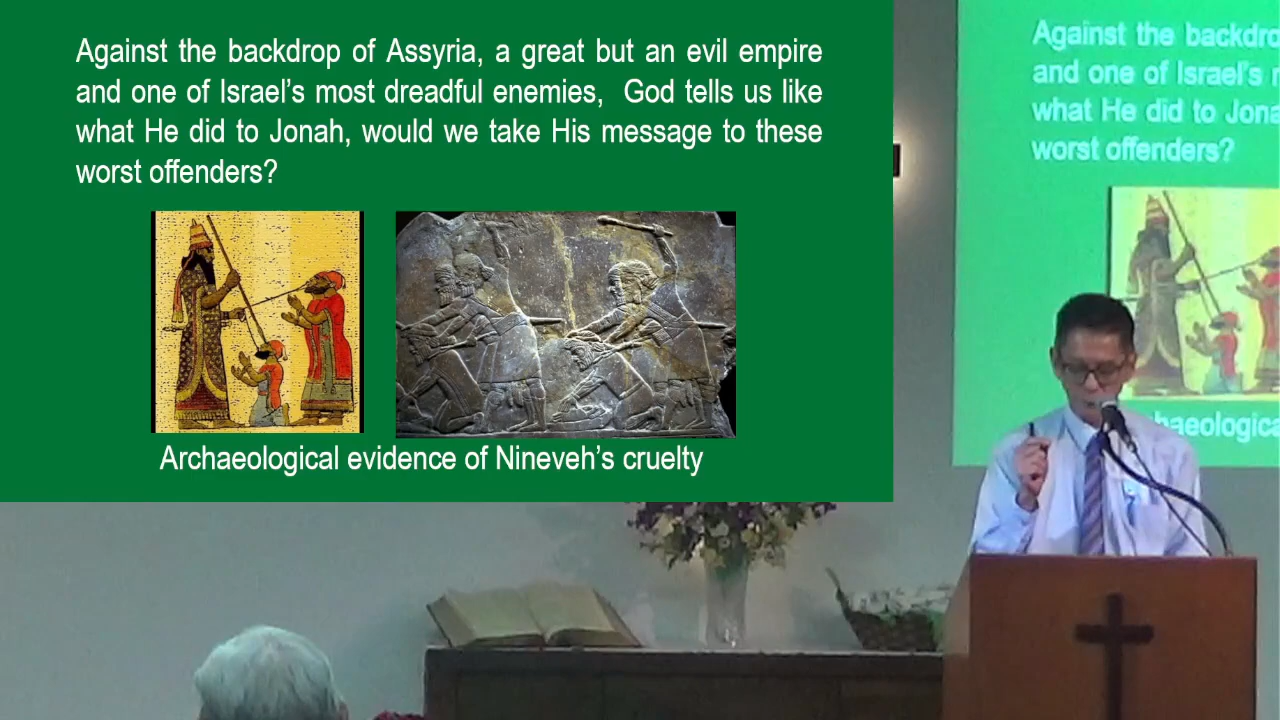 Against the backdrop of Assyria, a great but an evil empire
and one of Israel's most dreadful enemies, God tells us like
what He did to Jonah, would we take His message to these
worst offenders?
Archaeological evidence of Nineveh's cruelty
Against the backdro
and one of Israel's
what He did to Jona
worst offenders?
haeologica